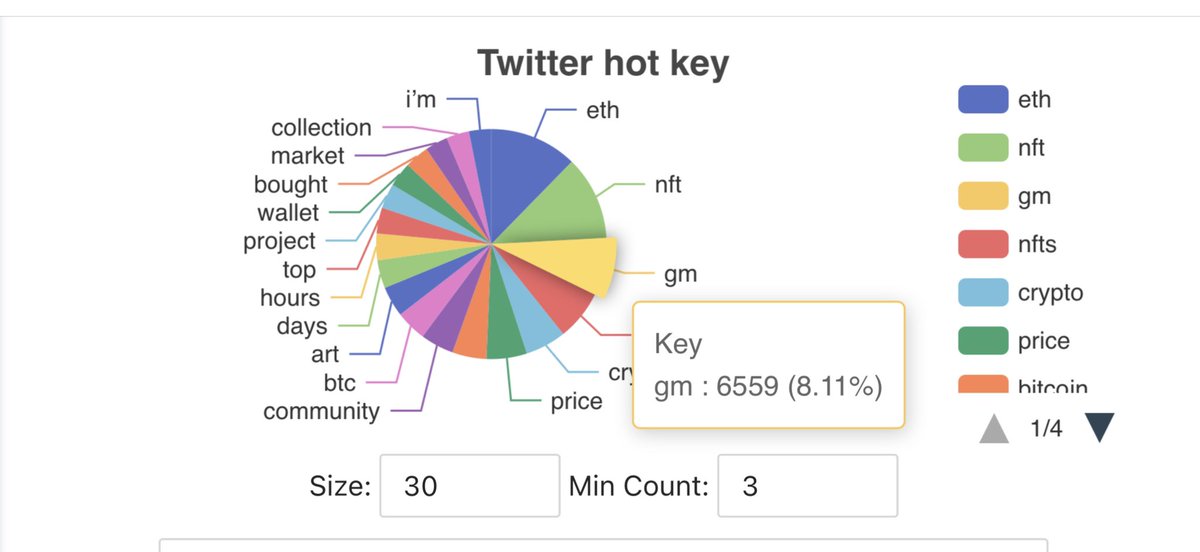 Twitter hot key
i'm
eth
collection
market
bought
wallet
project
top
hours
days
art
btc
community
nft
gm
price
Key
gm : 6559 (8.11%)
eth
nft
gm
nfts
crypto
price
bitcoin
1/4
Size: 30 Min Count: 3